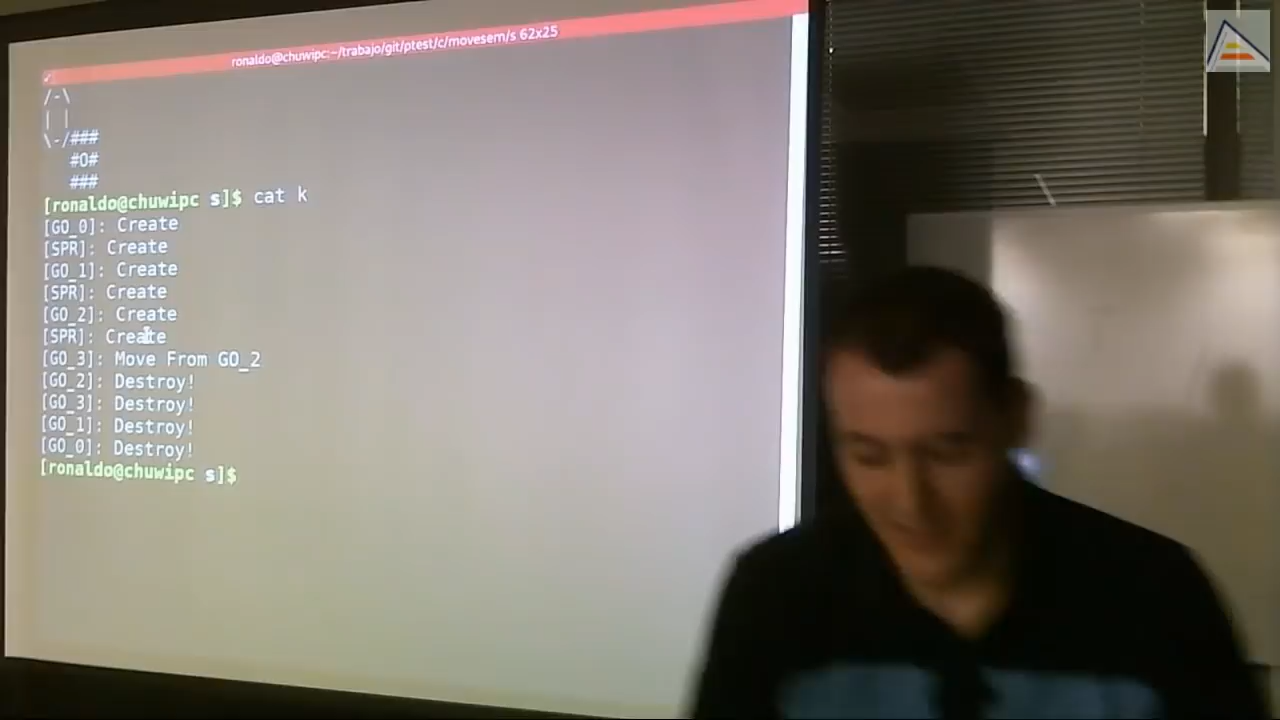 ronaldo@chuwipc:~/trabajo/git/ptest/c/movesem/s 62x25
/-\
| |
\-/###
#O#
###
[ronaldo@chuwipc s]$ cat k
[GO_0]: Create
[SPR]: Create
[GO_1]: Create
[SPR]: Create
[GO_2]: Create
[SPR]: Create
[GO_3]: Move From GO_2
[GO_2]: Destroy!
[GO_3]: Destroy!
[GO_1]: Destroy!
[GO_0]: Destroy!
[ronaldo@chuwipc s]$